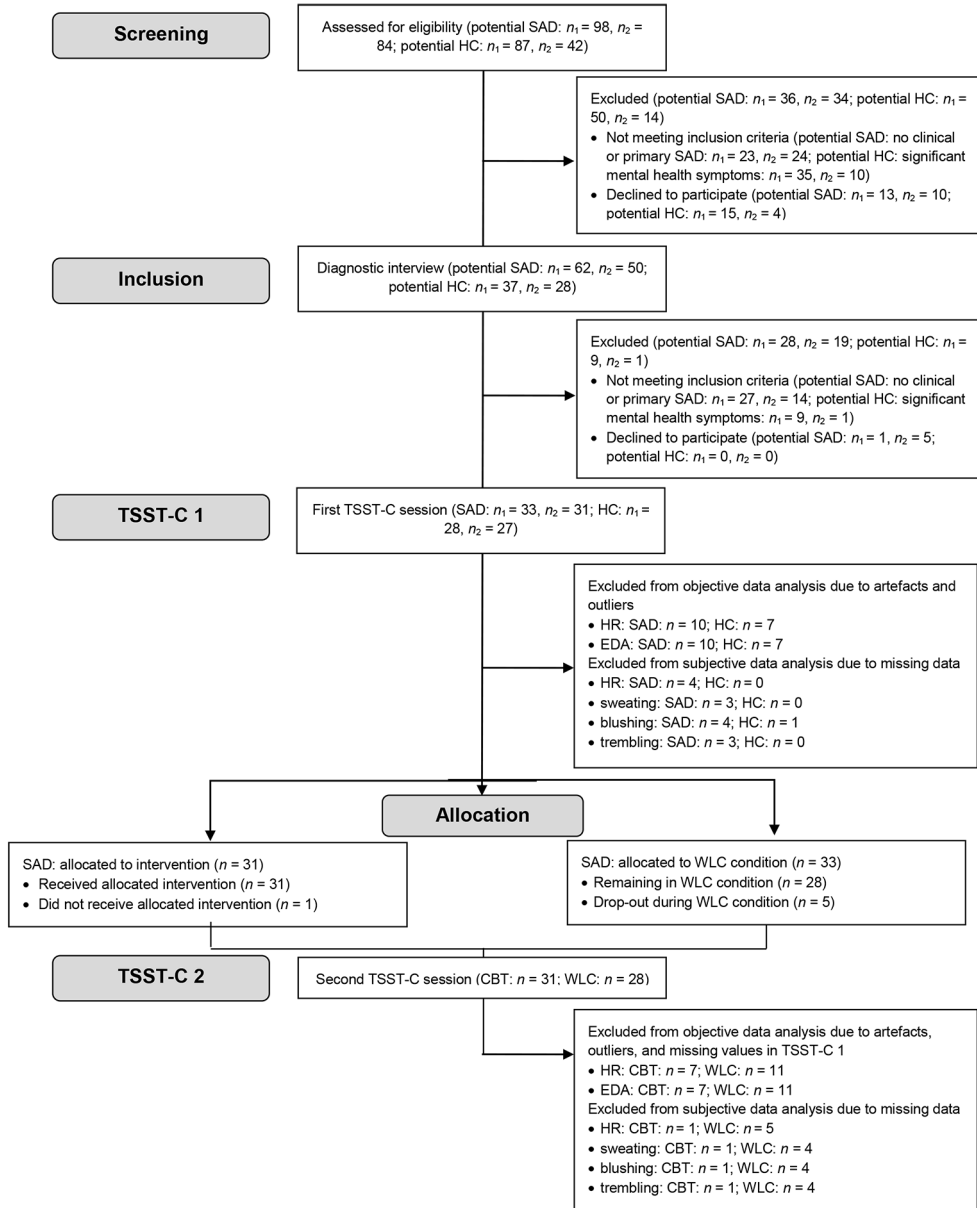 Screening
Assessed for eligibility (potential SAD: n₁ = 98, n₂ =
84; potential HC: n₁ = 87, n₂ = 42)
Excluded (potential SAD: n₁ = 36, n₂ = 34; potential HC: n₁ =
50, n₂ = 14)
• Not meeting inclusion criteria (potential SAD: no clinical
or primary SAD: n₁ = 23, n₂ = 24; potential HC: significant
mental health symptoms: n₁ = 35, n₂ = 10)
• Declined to participate (potential SAD: n₁ = 13, n₂ = 10;
potential HC: n₁ = 15, n₂ = 4)
Inclusion
Diagnostic interview (potential SAD: n₁ = 62, n₂ = 50;
potential HC: n₁ = 37, n₂ = 28)
Excluded (potential SAD: n₁ = 28, n₂ = 19; potential HC: n₁ =
9, n₂ = 1)
• Not meeting inclusion criteria (potential SAD: no clinical
or primary SAD: n₁ = 27, n₂ = 14; potential HC: significant
mental health symptoms: n₁ = 9, n₂ = 1)
• Declined to participate (potential SAD: n₁ = 1, n₂ = 5;
potential HC: n₁ = 0, n₂ = 0)
TSST-C 1
First TSST-C session (SAD: n₁ = 33, n₂ = 31; HC: n₁ =
28, n₂ = 27)
Excluded from objective data analysis due to artefacts and
outliers
• HR: SAD: n = 10; HC: n = 7
• EDA: SAD: n = 10; HC: n = 7
Excluded from subjective data analysis due to missing data
• HR: SAD: n = 4; HC: n = 0
• sweating: SAD: n = 3; HC: n = 0
• blushing: SAD: n = 4; HC: n = 1
• trembling: SAD: n = 3; HC: n = 0
Allocation
SAD: allocated to intervention (n = 31)
• Received allocated intervention (n = 31)
• Did not receive allocated intervention (n = 1)
SAD: allocated to WLC condition (n = 33)
• Remaining in WLC condition (n = 28)
• Drop-out during WLC condition (n = 5)
TSST-C 2
Second TSST-C session (CBT: n = 31; WLC: n = 28)
Excluded from objective data analysis due to artefacts,
outliers, and missing values in TSST-C 1
• HR: CBT: n = 7; WLC: n = 11
• EDA: CBT: n = 7; WLC: n = 11
Excluded from subjective data analysis due to missing data
• HR: CBT: n = 1; WLC: n = 5
• sweating: CBT: n = 1; WLC: n = 4
• blushing: CBT: n = 1; WLC: n = 4
• trembling: CBT: n = 1; WLC: n = 4